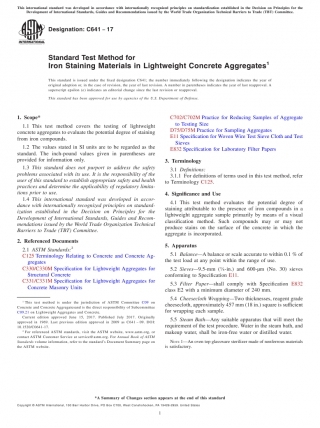 This international standard was developed in accordance with internationally recognized principles on standardization established in the Decision on Principles for the
Development of International Standards, Guides and Recommendations issued by the World Trade Organization Technical Barriers to Trade (TBT) Committee.
Designation: C641 − 17
INTERNATIONAL
Standard Test Method for
Iron Staining Materials in Lightweight Concrete Aggregates1
This standard is issued under the fixed designation C641; the number immediately following the designation indicates the year of
original adoption or, in the case of revision, the year of last revision. A number in parentheses indicates the year of last reapproval. A
superscript epsilon (ε) indicates an editorial change since the last revision or reapproval.
This standard has been approved for use by agencies of the U.S. Department of Defense.
1. Scope*
1.1 This test method covers the testing of lightweight
concrete aggregates to evaluate the potential degree of staining
from iron compounds.
1.2 The values stated in SI units are to be regarded as the
standard. The inch-pound values given in parentheses are
provided for information only.
1.3 This standard does not purport to address the safety
problems associated with its use. It is the responsibility of the
user of this standard to establish appropriate safety and health
practices and determine the applicability of regulatory limita-
tions prior to use.
1.4 This international standard was developed in accor-
dance with internationally recognized principles on standard-
ization established in the Decision on Principles for the
Development of International Standards, Guides and Recom-
mendations issued by the World Trade Organization Technical
Barriers to Trade (TBT) Committee.
2. Referenced Documents
2.1 ASTM Standards:2
C125 Terminology Relating to Concrete and Concrete Ag-
gregates
C330/C330M Specification for Lightweight Aggregates for
Structural Concrete
C331/C331M Specification for Lightweight Aggregates for
Concrete Masonry Units
1 This test method is under the jurisdiction of ASTM Committee C09 on
Concrete and Concrete Aggregates and is the direct responsibility of Subcommittee
C09.21 on Lightweight Aggregates and Concrete.
Current edition approved June 15, 2017. Published July 2017. Originally
approved in 1969. Last previous edition approved in 2009 as C641 – 09. DOI:
10.1520/C0641-17.
2 For referenced ASTM standards, visit the ASTM website, www.astm.org, or
contact ASTM Customer Service at service@astm.org. For Annual Book of ASTM
Standards volume information, refer to the standard's Document Summary page on
the ASTM website.
C702/C702M Practice for Reducing Samples of Aggregate
to Testing Size
D75/D75M Practice for Sampling Aggregates
E11 Specification for Woven Wire Test Sieve Cloth and Test
Sieves
E832 Specification for Laboratory Filter Papers
3. Terminology
3.1 Definitions:
3.1.1 For definitions of terms used in this test method, refer
to Terminology C125.
4. Significance and Use
4.1 This test method evaluates the potential degree of
staining attributable to the presence of iron compounds in a
lightweight aggregate sample primarily by means of a visual
classification method. Such compounds may or may not
produce stains on the surface of the concrete in which the
aggregate is incorporated.
5. Apparatus
5.1 Balance—A balance or scale accurate to within 0.1 % of
the test load at any point within the range of use.
5.2 Sieves—9.5-mm (3⁄8-in.) and 600-µm (No. 30) sieves
conforming to Specification E11.
5.3 Filter Paper—shall comply with Specification E832
class-E2 with a minimum diameter of 240 mm.
5.4 Cheesecloth Wrapping—Two thicknesses, reagent grade
cheesecloth, approximately 457 mm (18 in.) square is sufficient
for wrapping each sample.
5.5 Steam Bath—Any suitable apparatus that will meet the
requirement of the test procedure. Water in the steam bath, and
makeup water, shall be iron-free water or distilled water.
NOTE 1—An iron-ring glassware sterilizer made of nonferrous materials
is satisfactory.
*A Summary of Changes section appears at the end of this standard
Copyright © ASTM International, 100 Barr Harbor Drive, PO Box C700, West Conshohocken, PA 19428-2959. United States
1